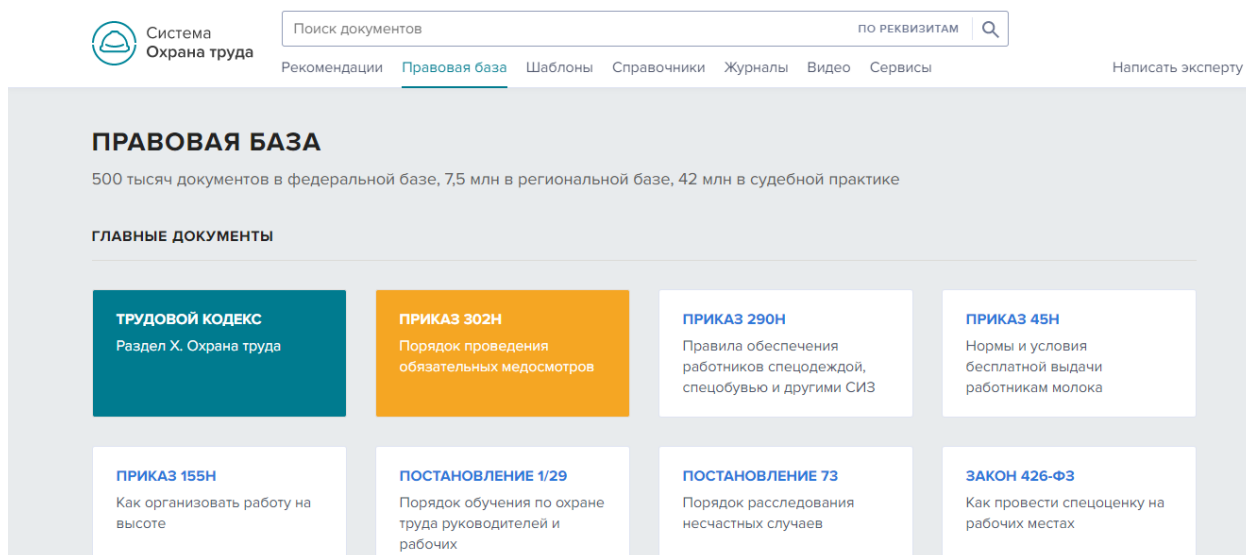 Система
Охрана труда
Поиск документов
ПО РЕКВИЗИТАМ
Рекомендации Правовая база Шаблоны Справочники Журналы Видео Сервисы Написать эксперту
ПРАВОВАЯ БАЗА
500 тысяч документов в федеральной базе, 7,5 млн в региональной базе, 42 млн в судебной практике
ГЛАВНЫЕ ДОКУМЕНТЫ
ТРУДОВОЙ КОДЕКС
Раздел X. Охрана труда
ПРИКАЗ 302Н
Порядок проведения
обязательных медосмотров
ПРИКАЗ 290Н
Правила обеспечения
работников спецодеждой,
спецобувью и другими СИЗ
ПРИКАЗ 45Н
Нормы и условия
бесплатной выдачи
работникам молока
ПРИКАЗ 155Н
Как организовать работу на
высоте
ПОСТАНОВЛЕНИЕ 1/29
Порядок обучения по охране
труда руководителей и
рабочих
ПОСТАНОВЛЕНИЕ 73
Порядок расследования
несчастных случаев
ЗАКОН 426-ФЗ
Как провести спецоценку на
рабочих местах